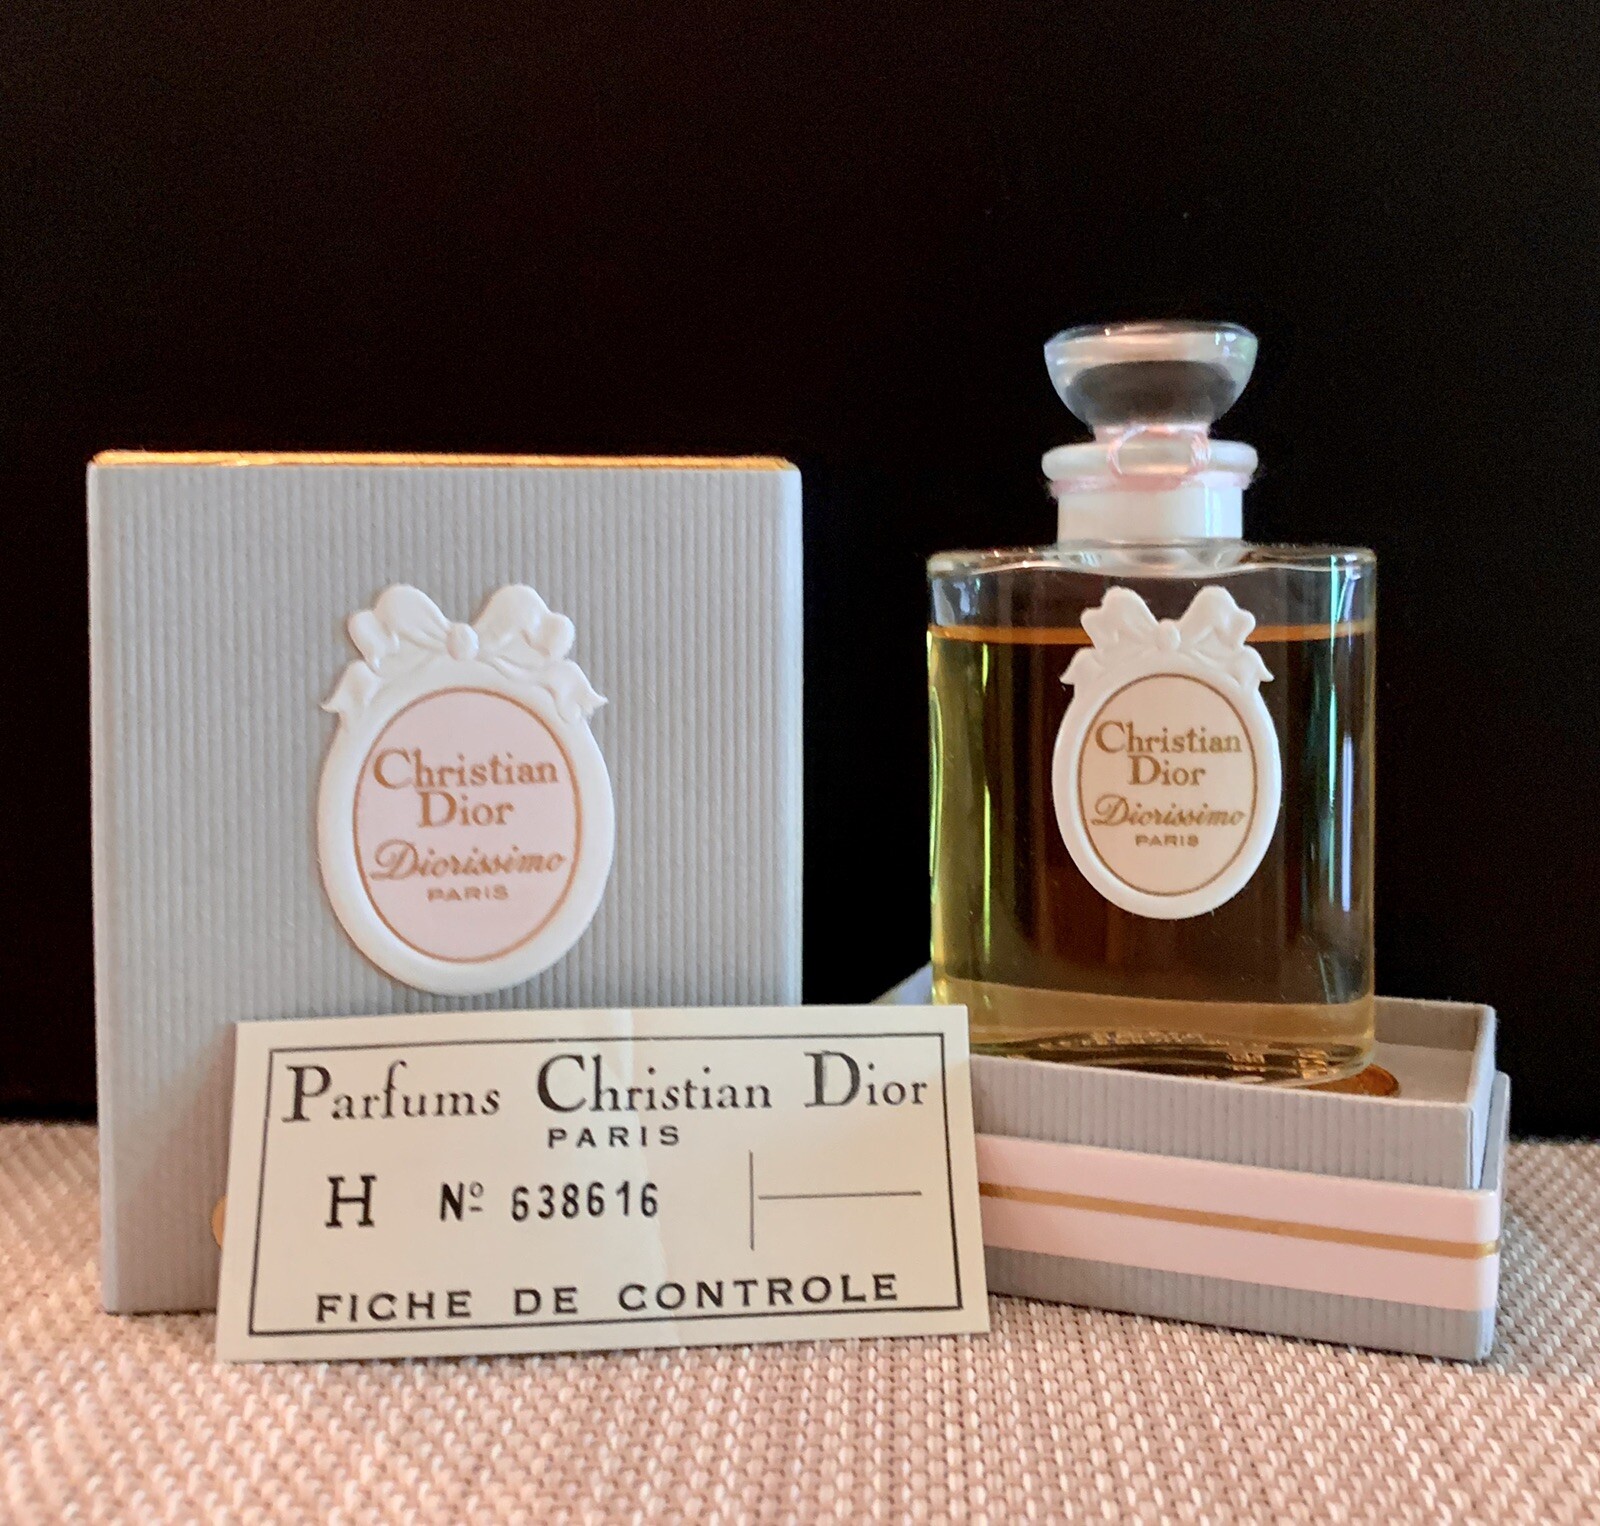 Christian
Dior
Diorissimo
PARIS
Christian
Dior
Diorissimo
PARIS
Parfums Christian Dior
PARIS
H Nº 638616
FICHE DE CONTROLE